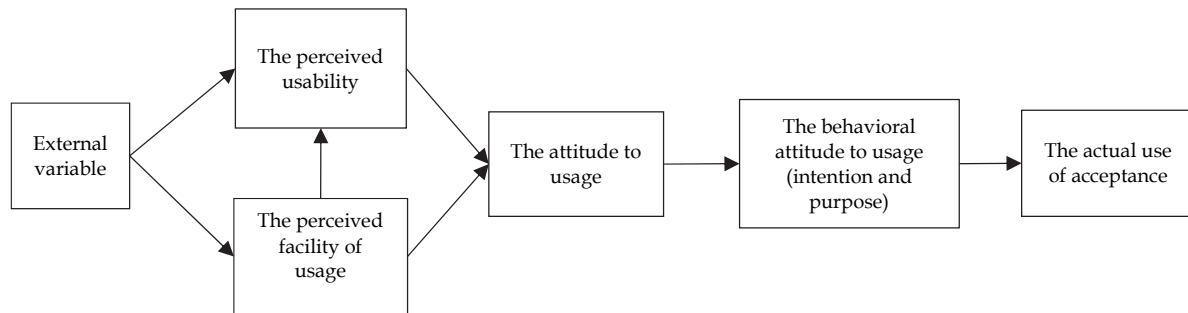 The perceived
usability
External
variable
The perceived
facility of
usage
The attitude to
usage
The behavioral
attitude to usage
(intention and
purpose)
The actual use
of acceptance